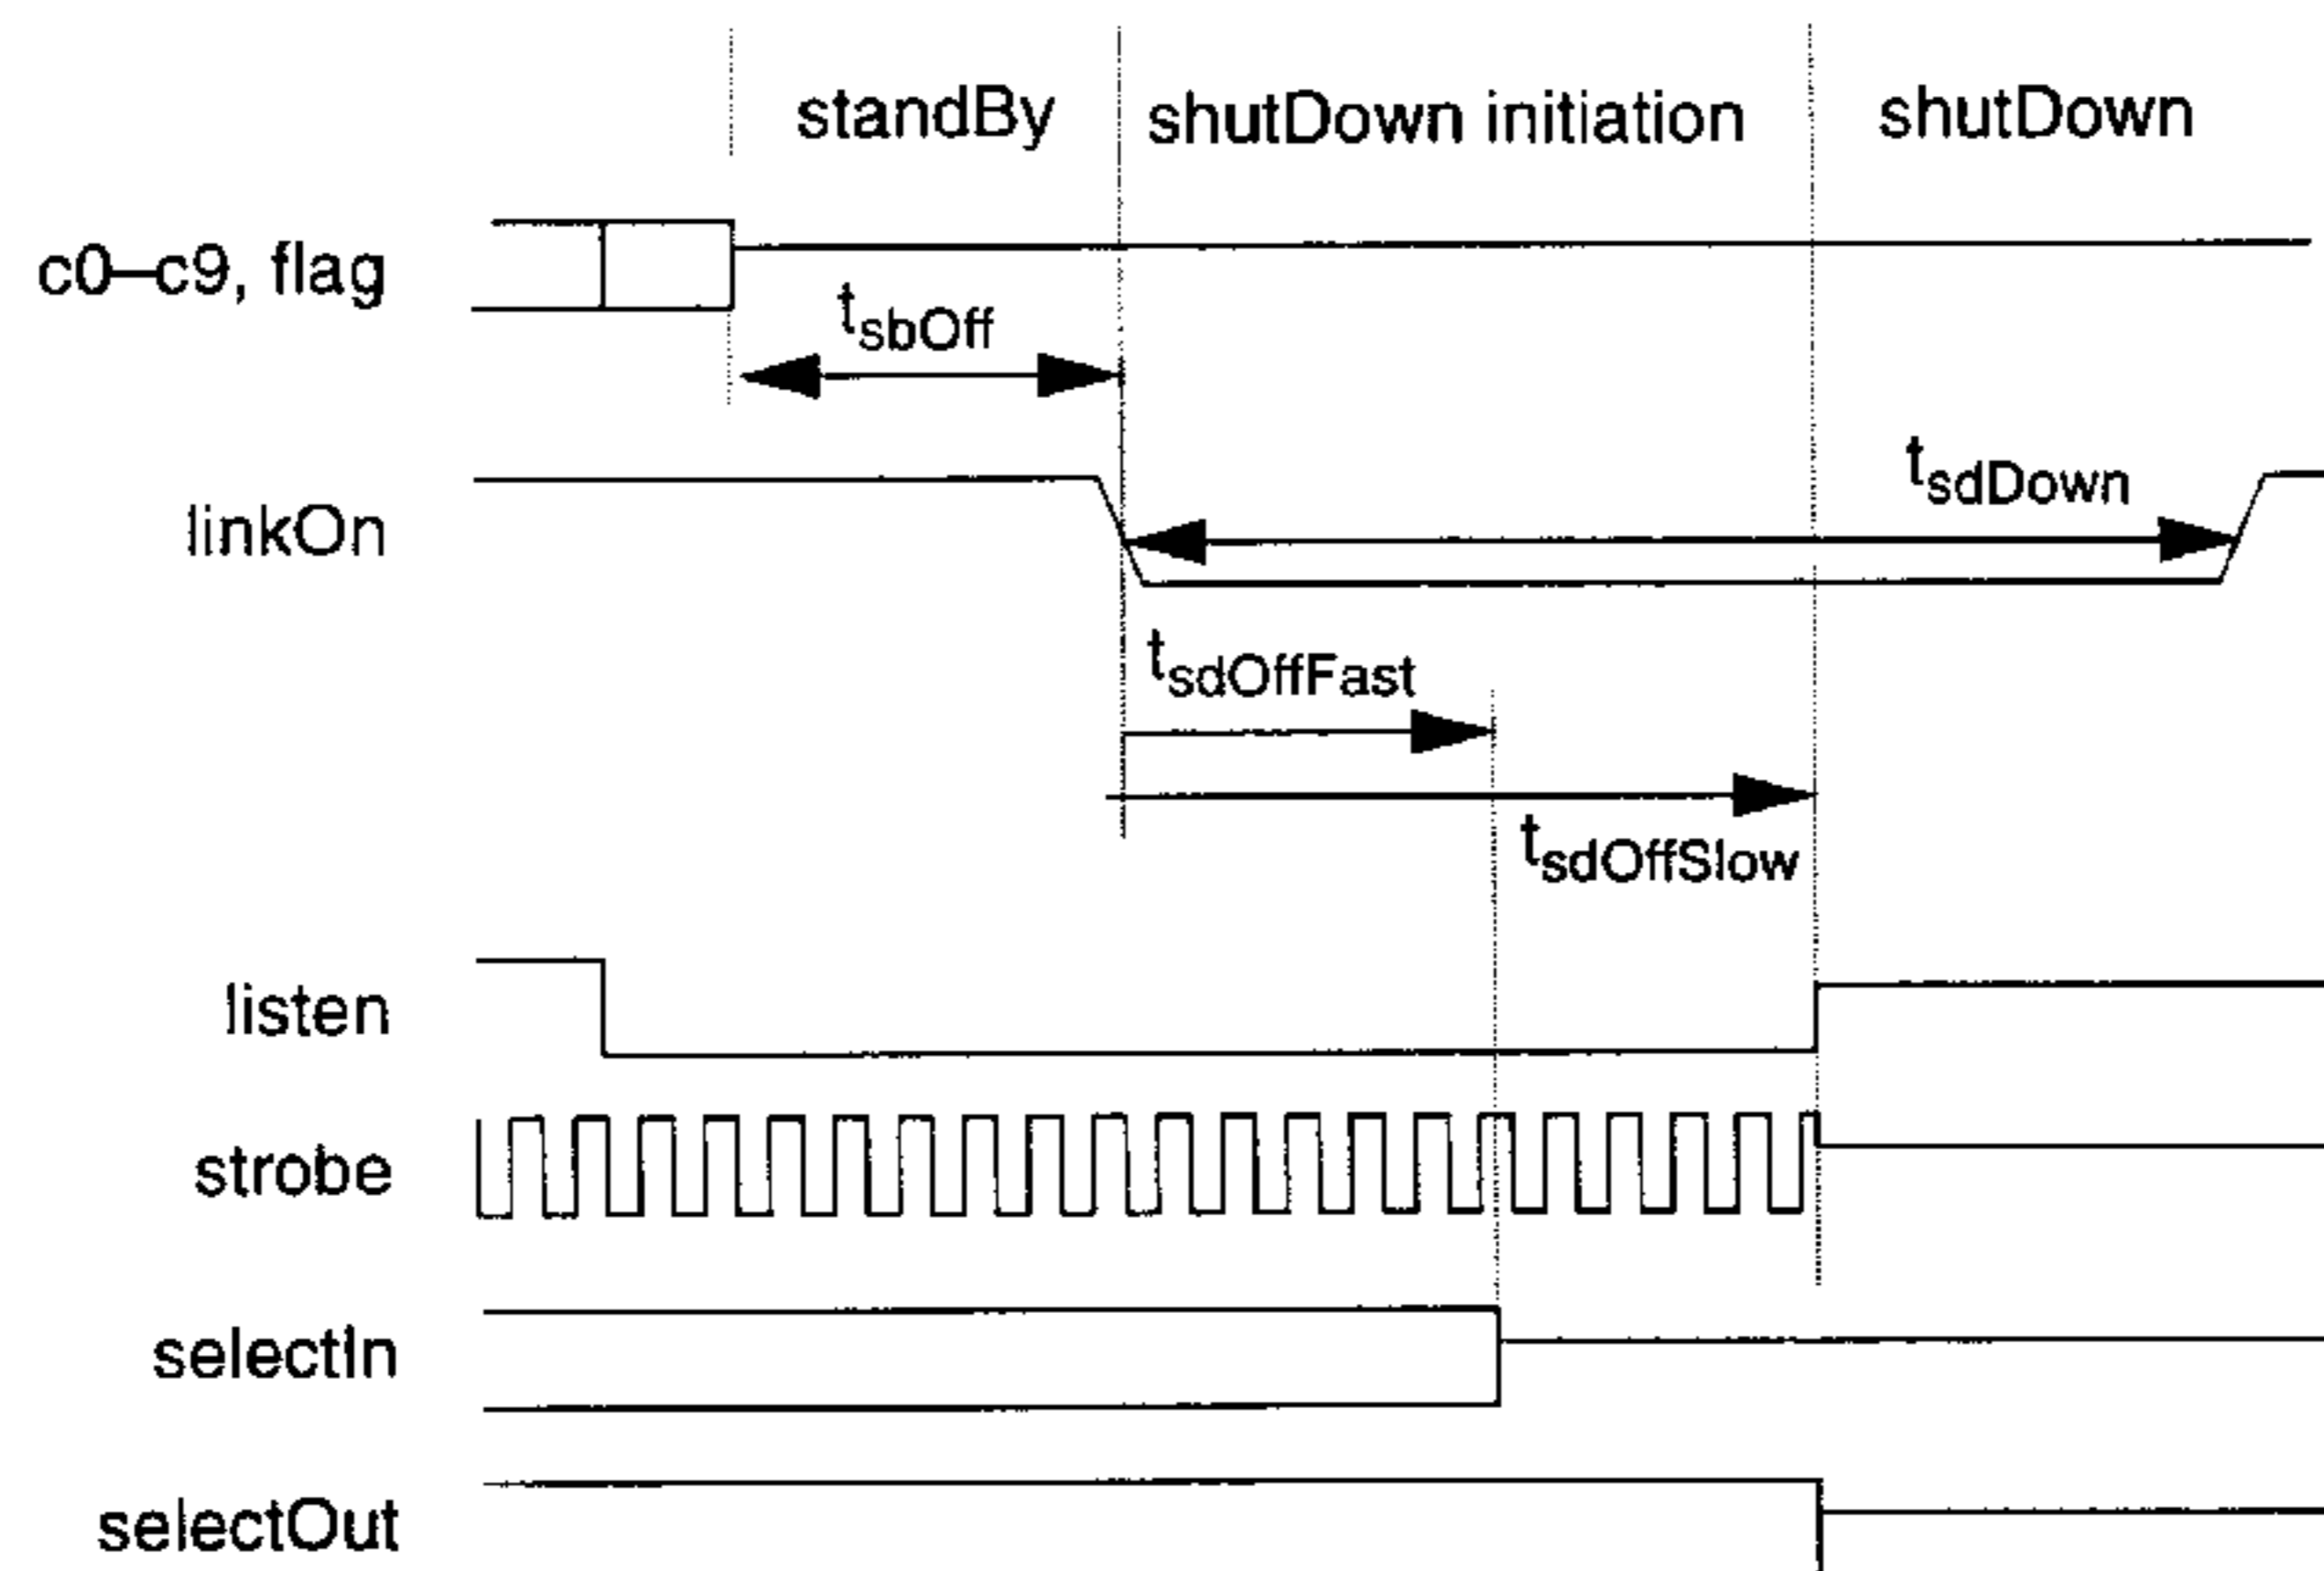 standBy shutDown initiation shutDown
c0–c9, flag
tsbOff
tsdDown
linkOn
tsdOffFast
tsdOffSlow
listen
strobe
selectIn
selectOut